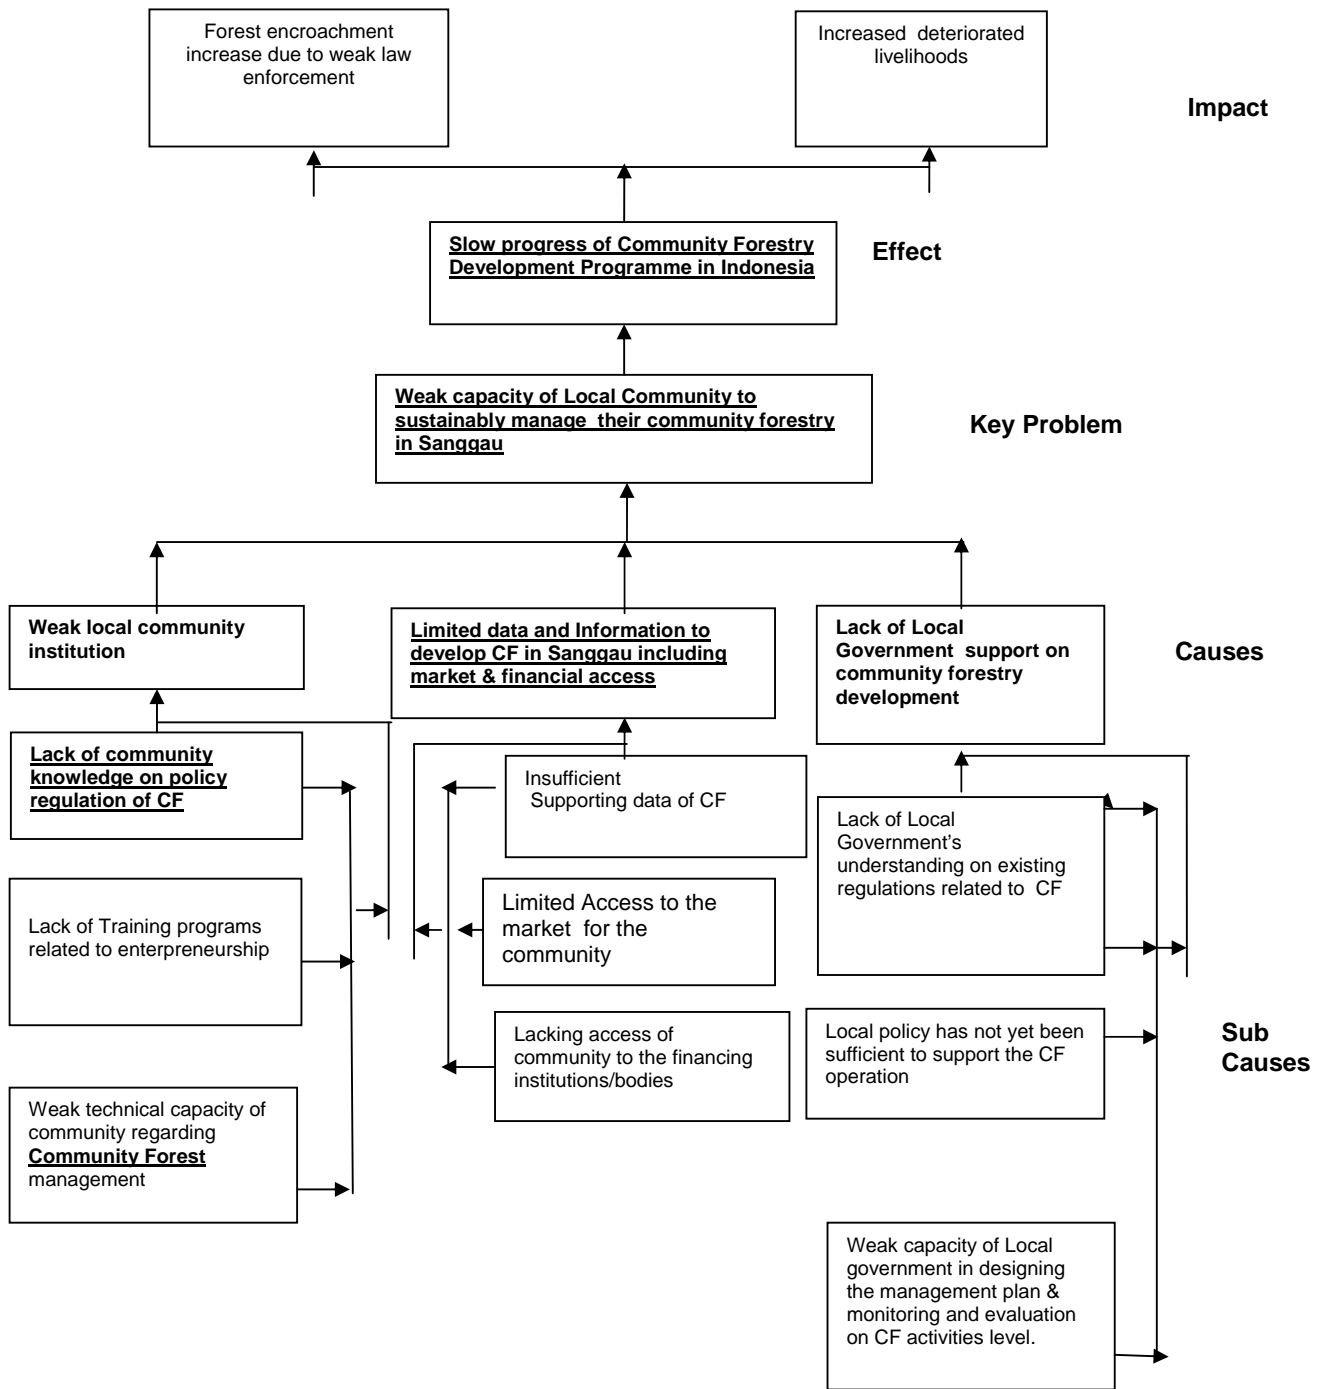 Forest encroachment
increase due to weak law
enforcement
Increased deteriorated
livelihoods
Impact
Slow progress of Community Forestry
Development Programme in Indonesia
Effect
Weak capacity of Local Community to
sustainably manage their community forestry
in Sanggau
Key Problem
Weak local community
institution
Limited data and Information to
develop CF in Sanggau including
market & financial access
Lack of Local
Government support on
community forestry
development
Causes
Lack of community
knowledge on policy
regulation of CF
Insufficient
Supporting data of CF
Lack of Local
Government's
understanding on existing
regulations related to CF
Lack of Training programs
related to enterpreneurship
Limited Access to the
market for the
community
Lacking access of
community to the financing
institutions/bodies
Local policy has not yet been
sufficient to support the CF
operation
Sub
Causes
Weak technical capacity of
community regarding
Community Forest
management
Weak capacity of Local
government in designing
the management plan &
monitoring and evaluation
on CF activities level.